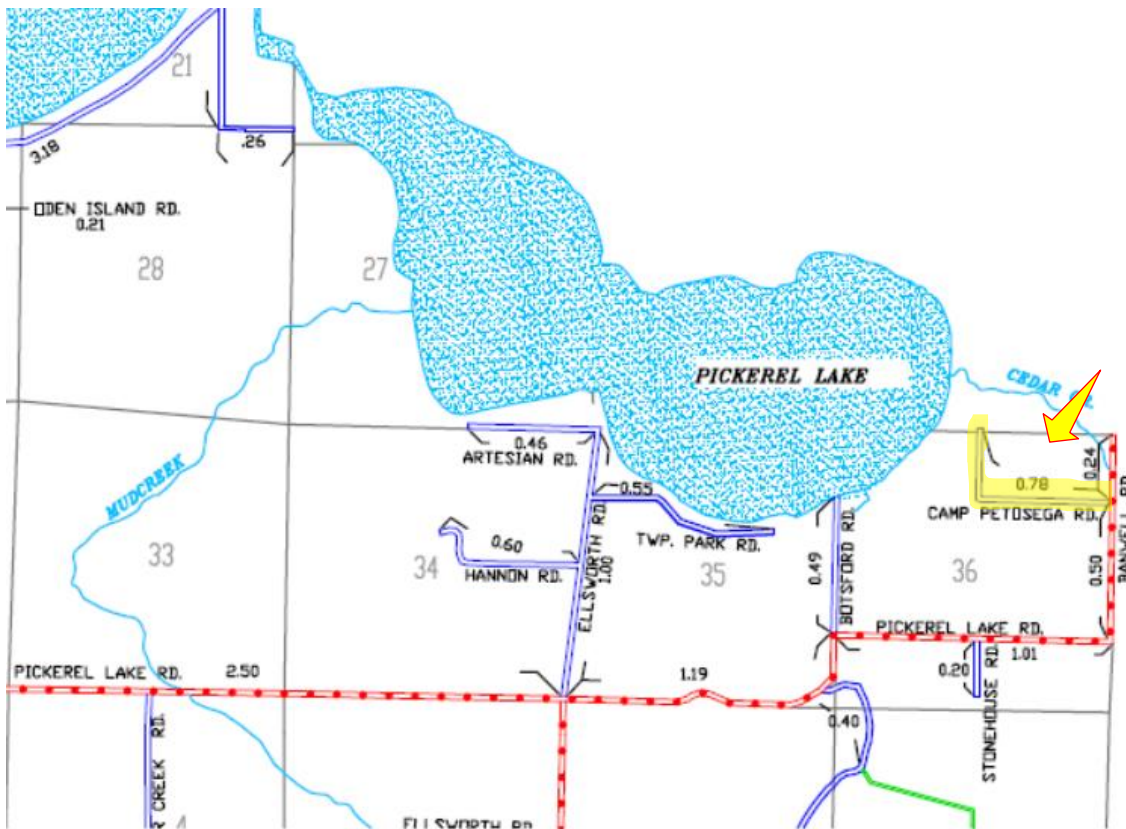 21
3.18
.26
ODEN ISLAND RD.
0.21
28
27
PICKEREL LAKE
CEDAR
0.46
ARTESIAN RD.
0.24
0.78
0.55
CAMP PETOSEGA RD.
MUDCREEK
TWP. PARK RD.
33
0.60
34
HANNON RD.
ELLSWORTH RD.
1.00
35
0.49
BOTSFORD RD.
36
0.50
RD
PICKEREL LAKE RD.
1.01
PICKEREL LAKE RD.
2.50
1.19
0.20
STONEHOUSE RD.
0.40
CREEK RD.
4
ELLSWORTH RD